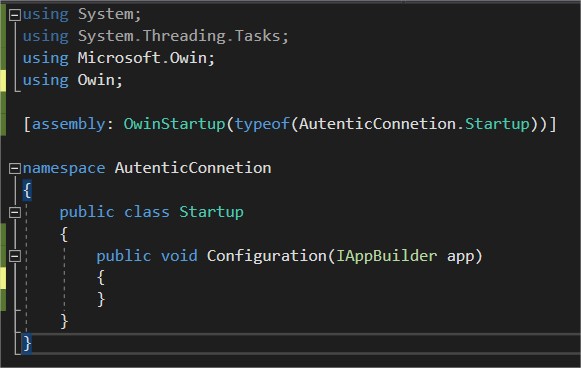 using System;
using System.Threading.Tasks;
using Microsoft.Owin;
using Owin;
[assembly: OwinStartup(typeof(AutenticConnetion.Startup))]
namespace AutenticConnetion
{
public class Startup
{
public void Configuration(IAppBuilder app)
{
}
}
}